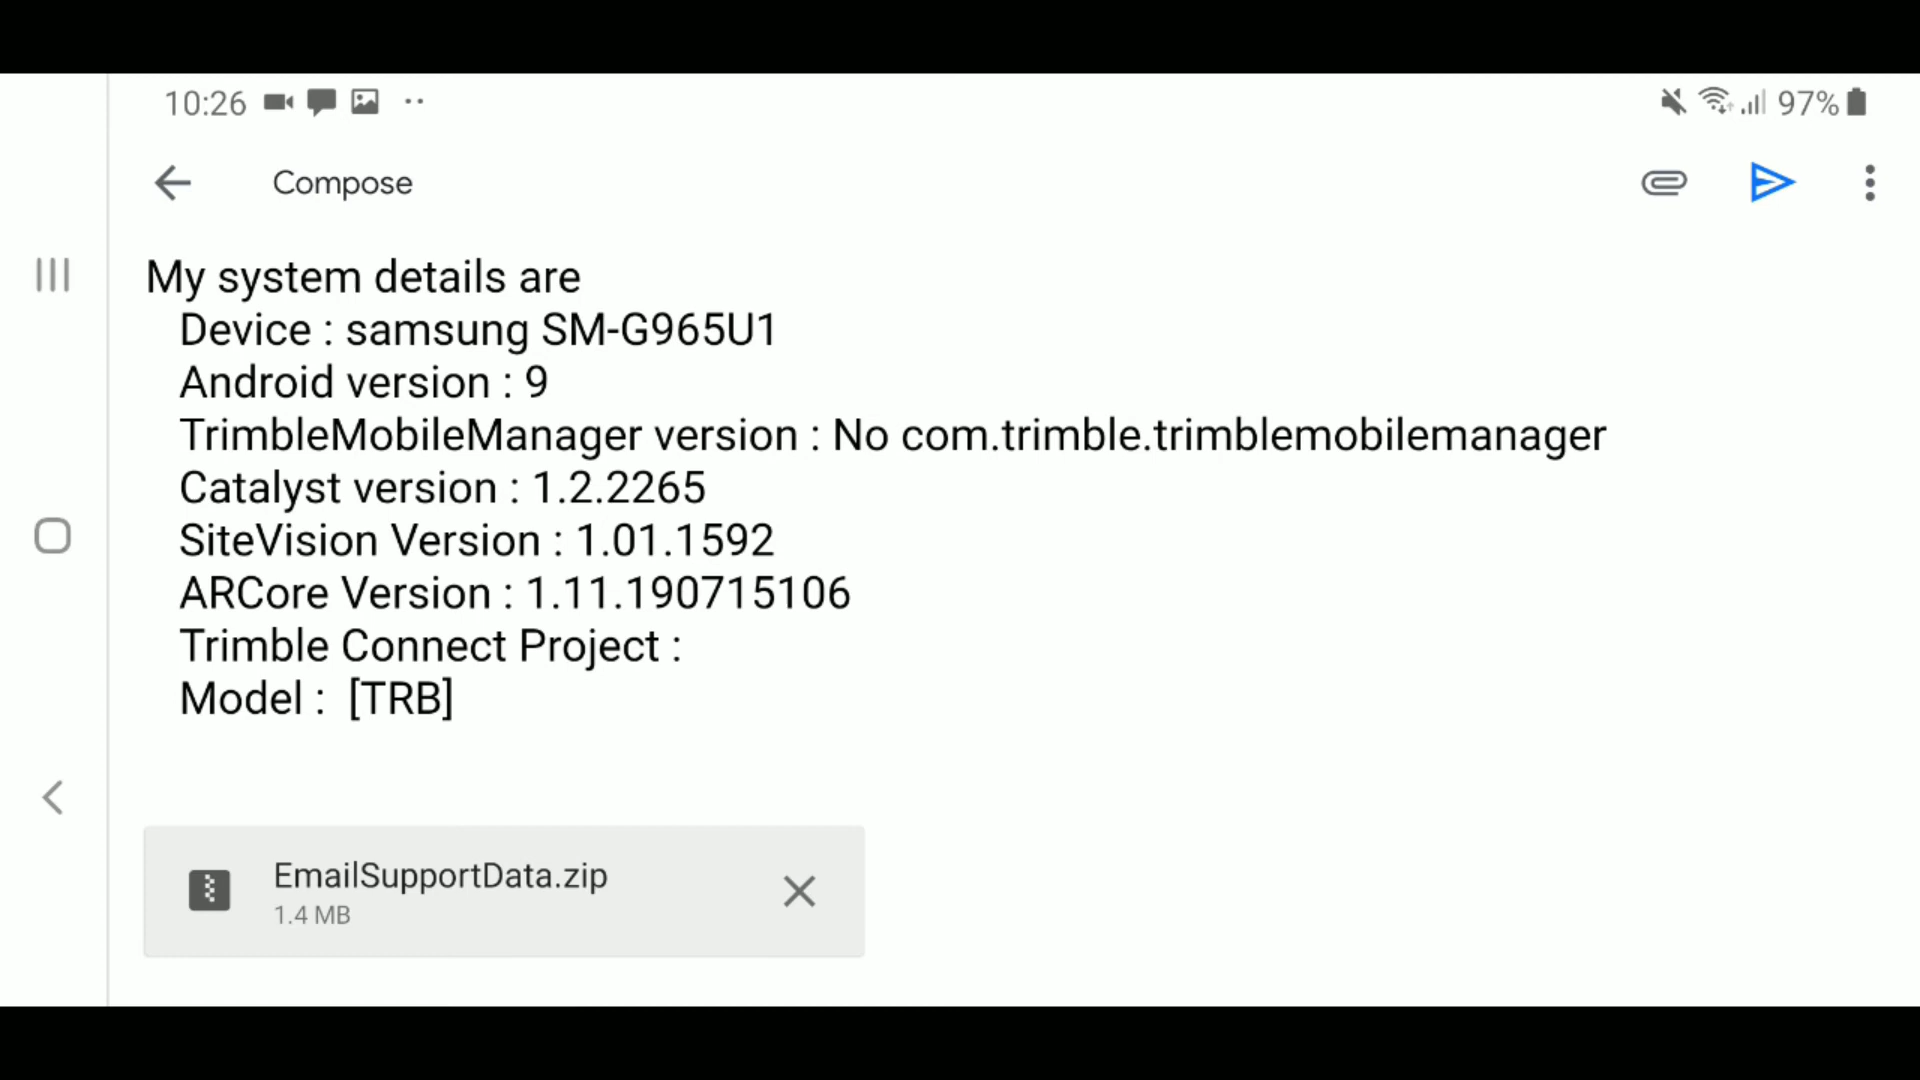 10:26
97%
Compose
My system details are
Device : samsung SM-G965U1
Android version : 9
TrimbleMobileManager version : No com.trimble.trimblemobilemanager
Catalyst version : 1.2.2265
SiteVision Version : 1.01.1592
ARCore Version : 1.11.190715106
Trimble Connect Project :
Model :  [TRB]
EmailSupportData.zip
1.4 MB